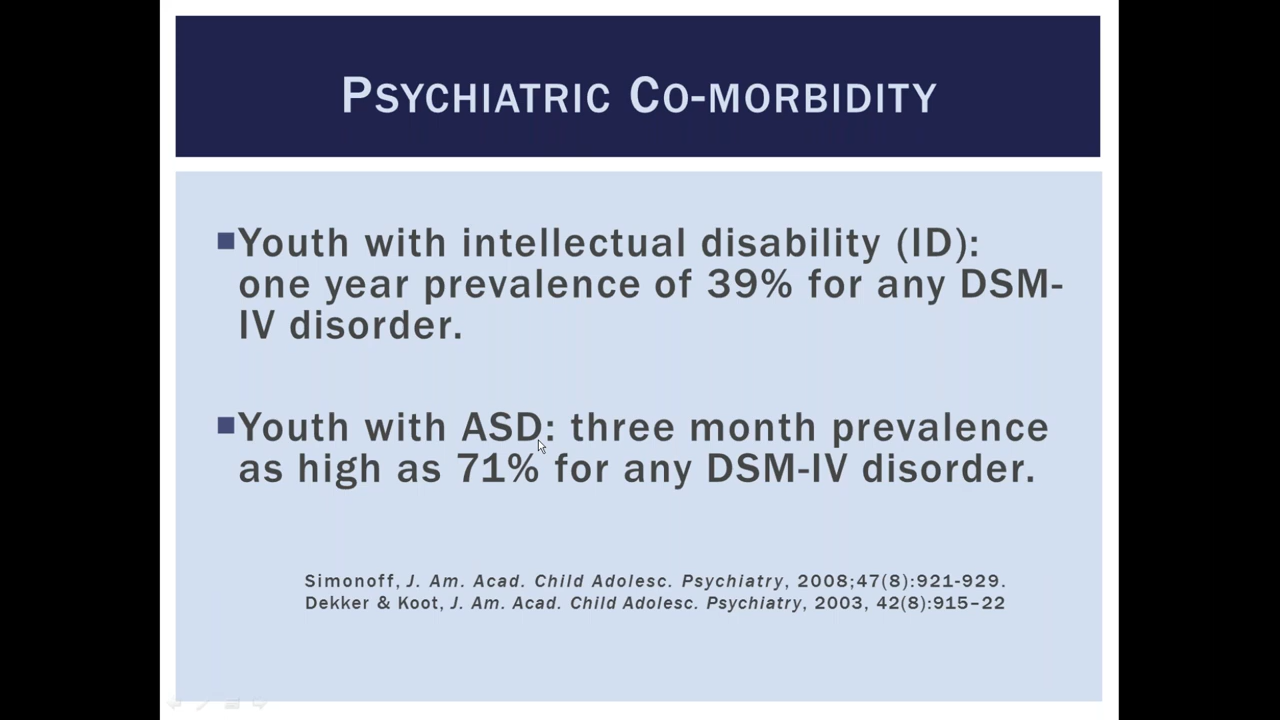 Psychiatric Co-morbidity
Youth with intellectual disability (ID):
one year prevalence of 39% for any DSM-
IV disorder.
Youth with ASD: three month prevalence
as high as 71% for any DSM-IV disorder.
Simonoff, J. Am. Acad. Child Adolesc. Psychiatry, 2008;47(8):921-929.
Dekker & Koot, J. Am. Acad. Child Adolesc. Psychiatry, 2003, 42(8):915–22